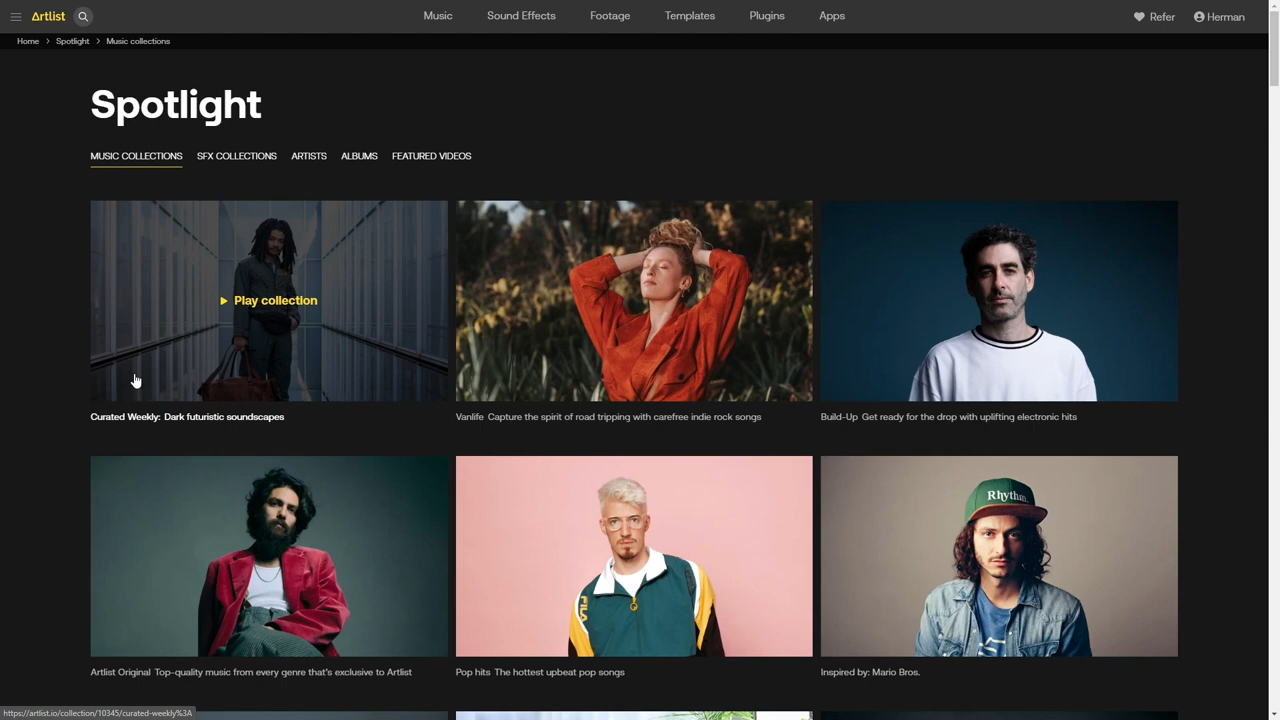 Artlist
Music
Sound Effects
Footage
Templates
Plugins
Apps
Refer
Herman
Home > Spotlight > Music collections
Spotlight
MUSIC COLLECTIONS
SFX COLLECTIONS
ARTISTS
ALBUMS
FEATURED VIDEOS
Play collection
Curated Weekly: Dark futuristic soundscapes
Vanlife Capture the spirit of road tripping with carefree indie rock songs
Build-Up Get ready for the drop with uplifting electronic hits
Rhythm.
FILA
Artlist Original Top-quality music from every genre that's exclusive to Artlist
Pop hits The hottest upbeat pop songs
Inspired by: Mario Bros.
https://artlist.io/collection/10345/curated-weekly%3A